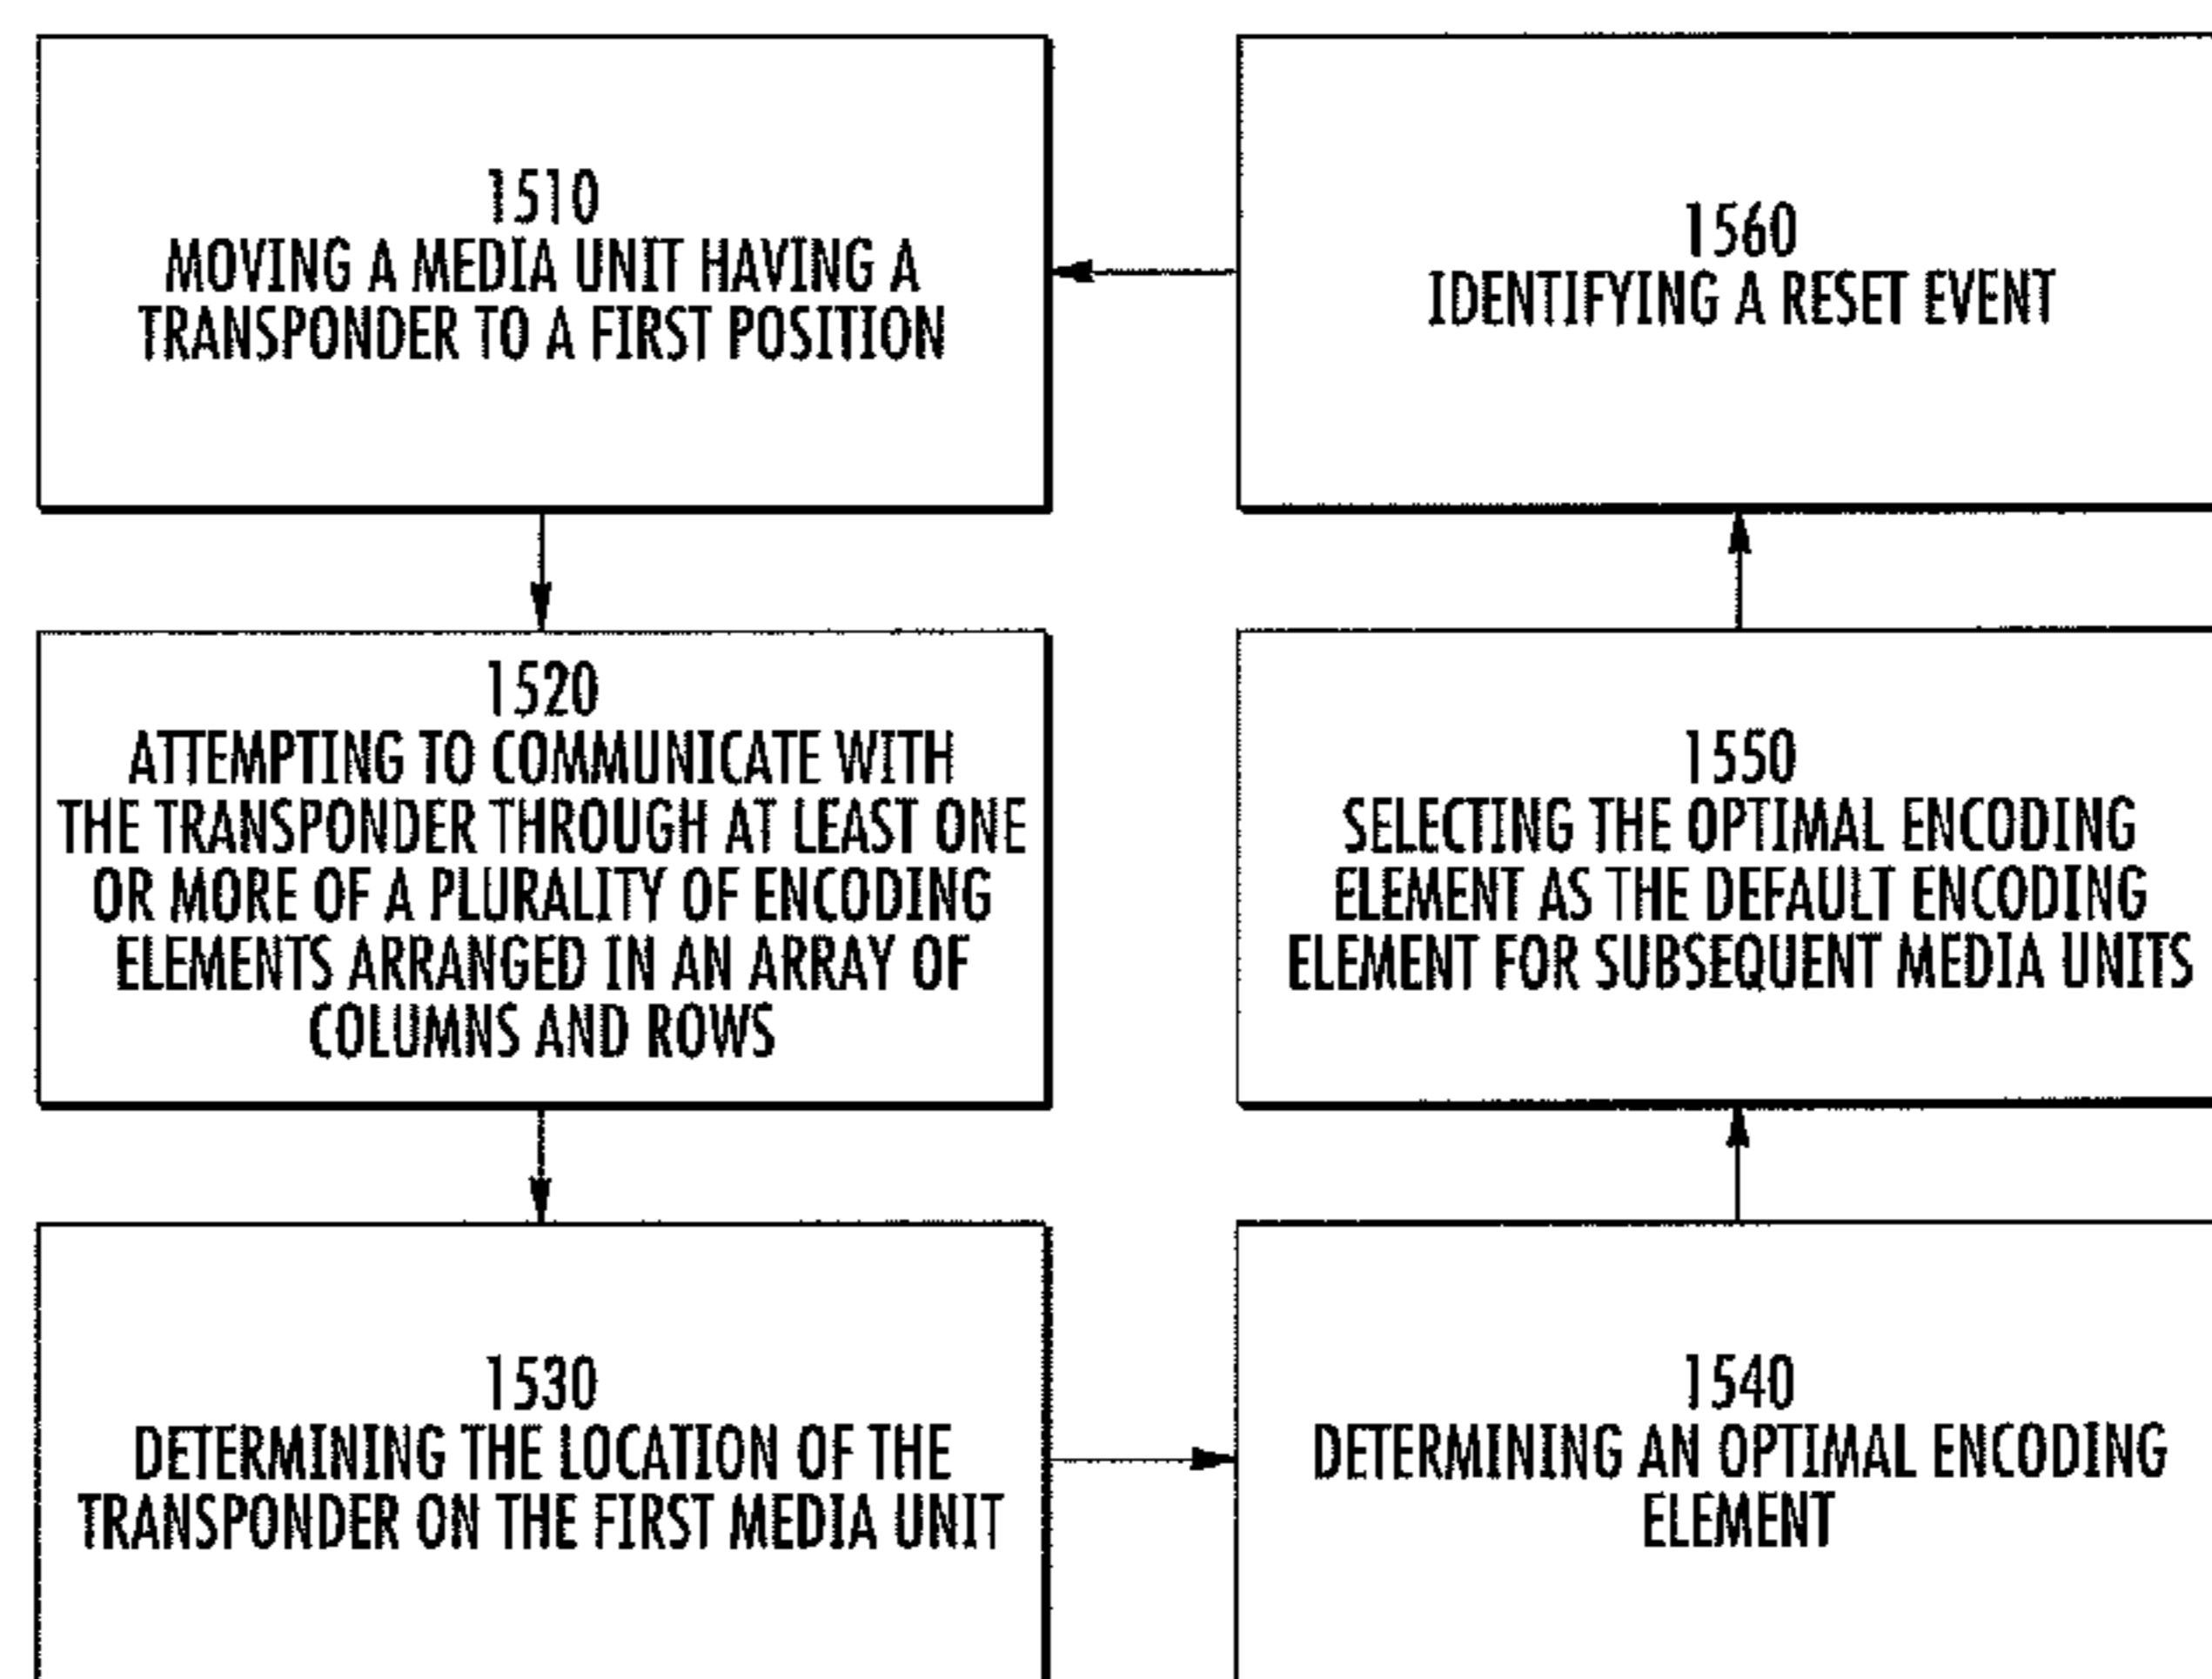 1510
MOVING A MEDIA UNIT HAVING A
TRANSPONDER TO A FIRST POSITION
1520
ATTEMPTING TO COMMUNICATE WITH
THE TRANSPONDER THROUGH AT LEAST ONE
OR MORE OF A PLURALITY OF ENCODING
ELEMENTS ARRANGED IN AN ARRAY OF
COLUMNS AND ROWS
1530
DETERMINING THE LOCATION OF THE
TRANSPONDER ON THE FIRST MEDIA UNIT
1540
DETERMINING AN OPTIMAL ENCODING
ELEMENT
1550
SELECTING THE OPTIMAL ENCODING
ELEMENT AS THE DEFAULT ENCODING
ELEMENT FOR SUBSEQUENT MEDIA UNITS
1560
IDENTIFYING A RESET EVENT